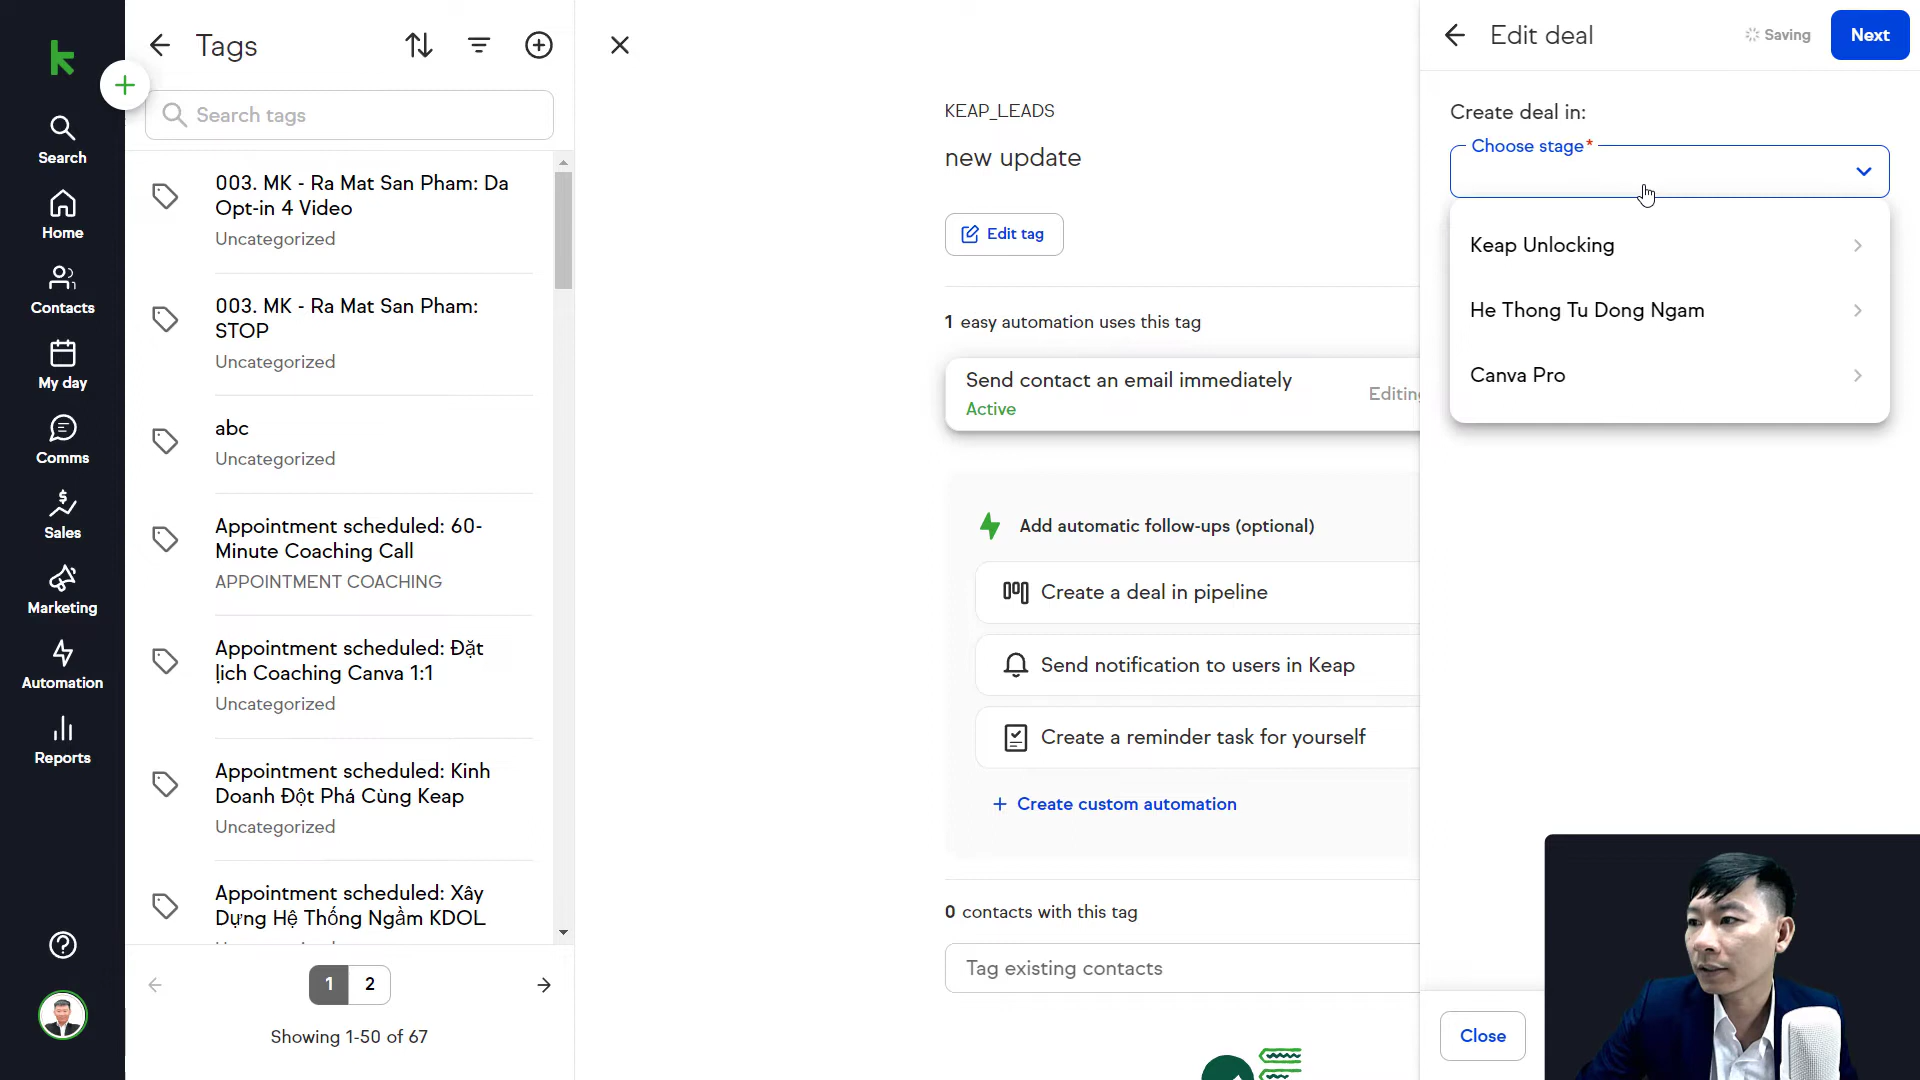 Search
Home
Contacts
My day
Comms
Sales
Marketing
Automation
Reports
Tags
Search tags
003. MK - Ra Mat San Pham: Da
Opt-in 4 Video
Uncategorized
003. MK - Ra Mat San Pham:
STOP
Uncategorized
abc
Uncategorized
Appointment scheduled: 60-
Minute Coaching Call
APPOINTMENT COACHING
Appointment scheduled: Đặt
lịch Coaching Canva 1:1
Uncategorized
Appointment scheduled: Kinh
Doanh Đột Phá Cùng Keap
Uncategorized
Appointment scheduled: Xây
Dựng Hệ Thống Ngầm KDOL
1 2
Showing 1-50 of 67
KEAP_LEADS
new update
Edit tag
1 easy automation uses this tag
Send contact an email immediately
Active
Editing
Add automatic follow-ups (optional)
Create a deal in pipeline
Send notification to users in Keap
Create a reminder task for yourself
+ Create custom automation
0 contacts with this tag
Tag existing contacts
Edit deal
Saving
Next
Create deal in:
Choose stage*
Keap Unlocking
He Thong Tu Dong Ngam
Canva Pro
Close